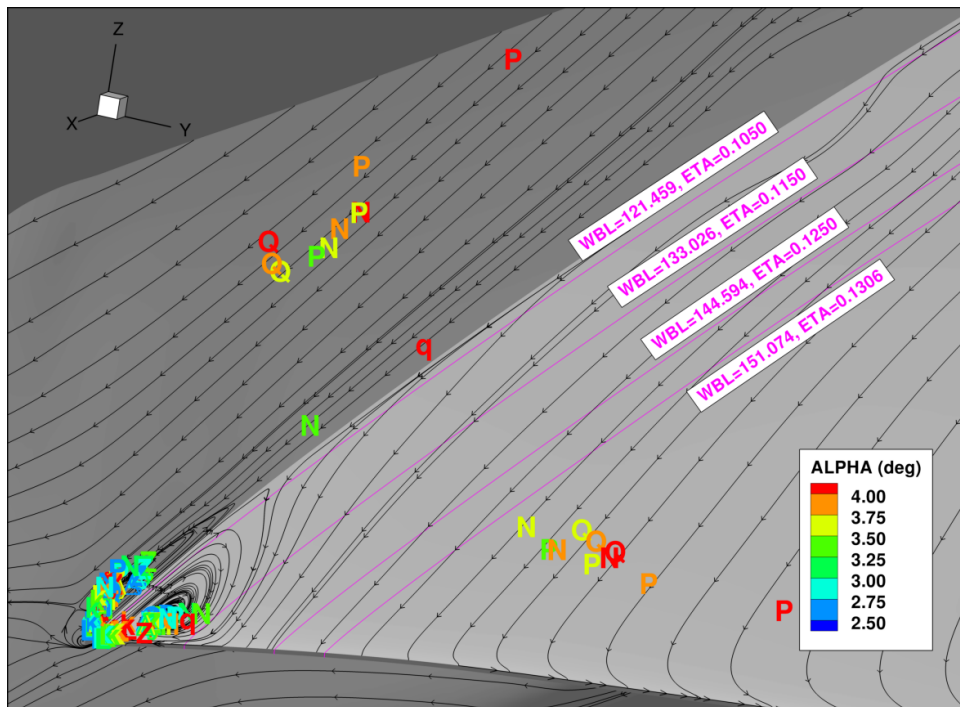 Z
X
Y
P
P
P
N
N
Q
P
N
Q
Q
WBL=121.459, ETA=0.1050
WBL=133.026, ETA=0.1150
WBL=144.594, ETA=0.1250
WBL=151.074, ETA=0.1306
q
N
ALPHA (deg)
4.00
3.75
3.50
3.25
3.00
2.75
2.50
N
Q
Q
Q
N
N
P
P
P
N
q
Z